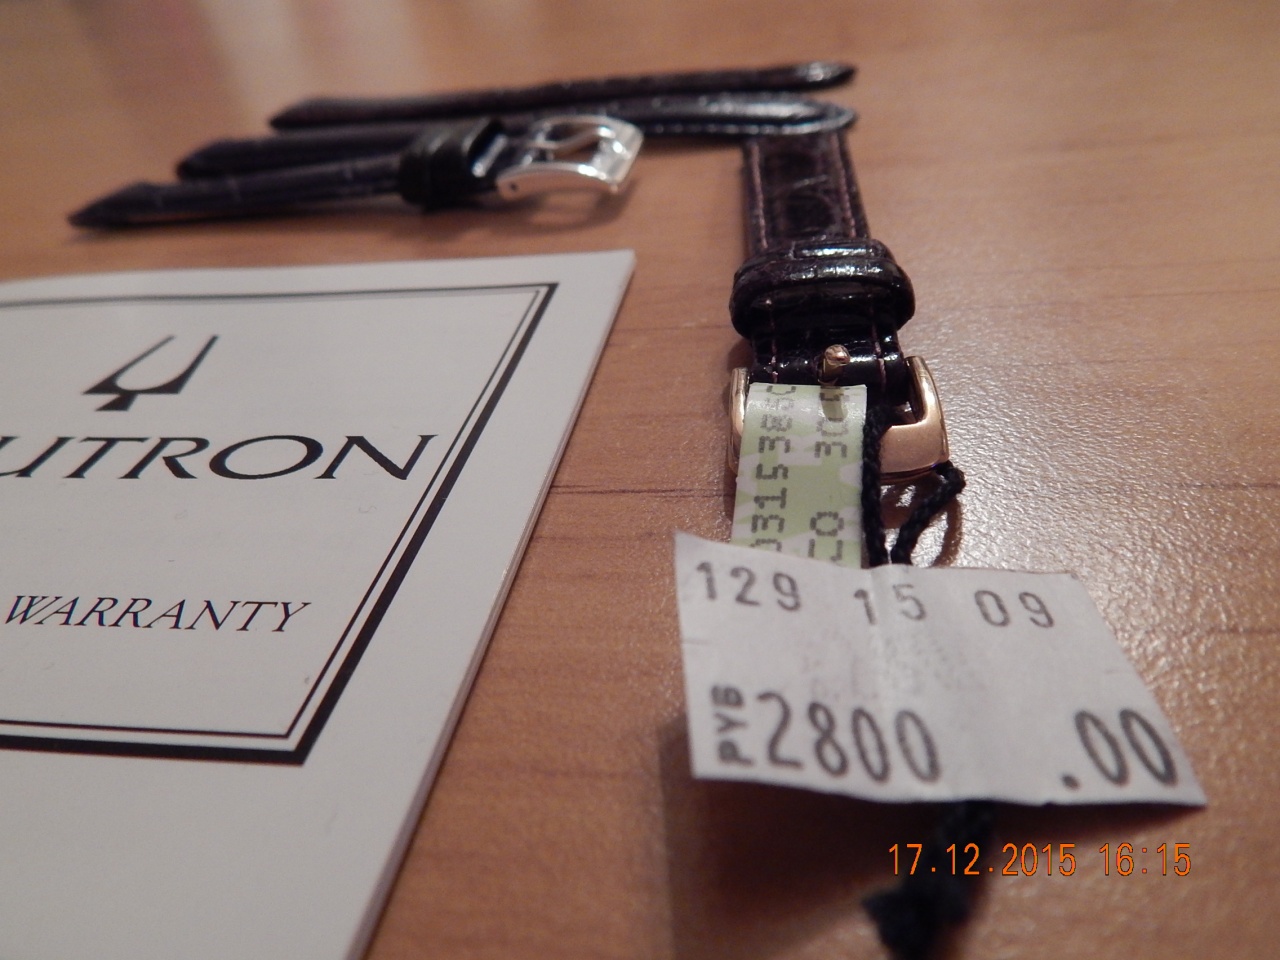 UTRON
WARRANTY
129 15 09
РУБ 2800 .00
17.12.2015 16:15